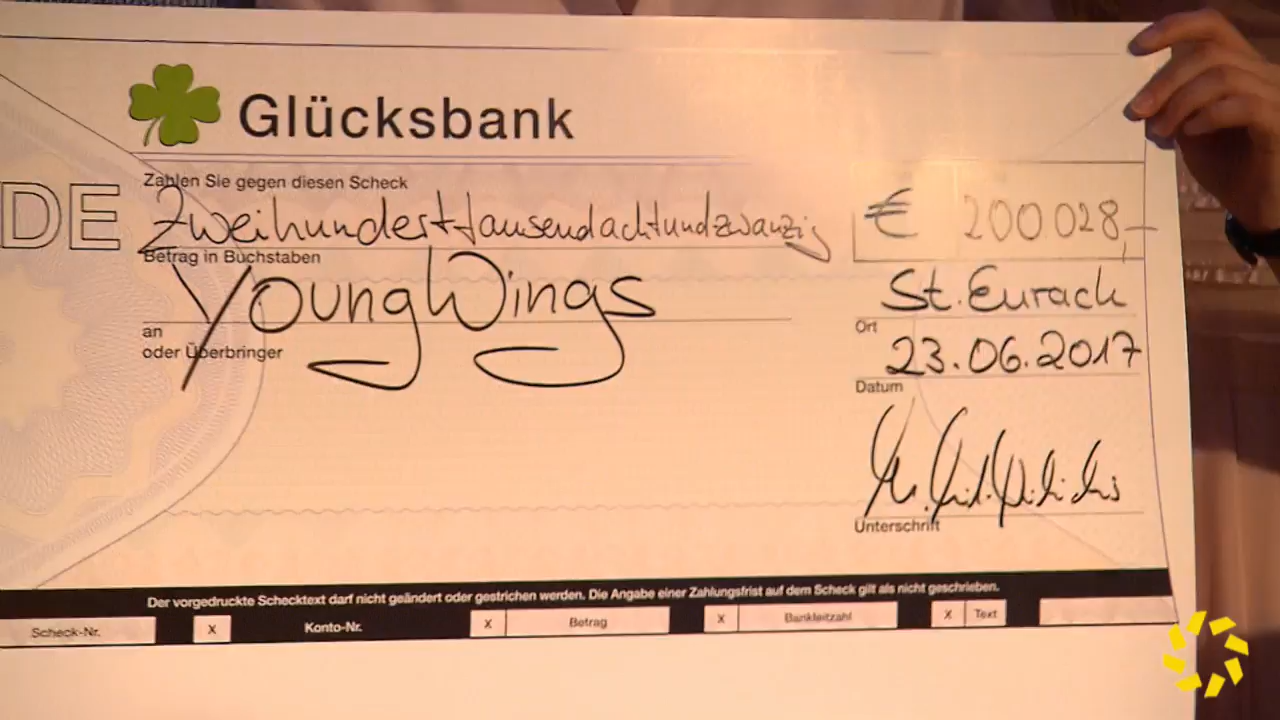 Glücksbank
DE
Zahlen Sie gegen diesen Scheck
Zweihunderttausendachtundzwanzig
€ 200.028,-
Betrag in Buchstaben
YoungWings
St. Eurach
an
Ort
oder Überbringer
23.06.2017
Datum
Unterschrift
Der vorgedruckte Schecktext darf nicht geändert oder gestrichen werden. Die Angabe einer Zahlungsfrist auf dem Scheck gilt als nicht geschrieben.
Scheck-Nr. X Konto-Nr. X Betrag X Bankleitzahl X Text